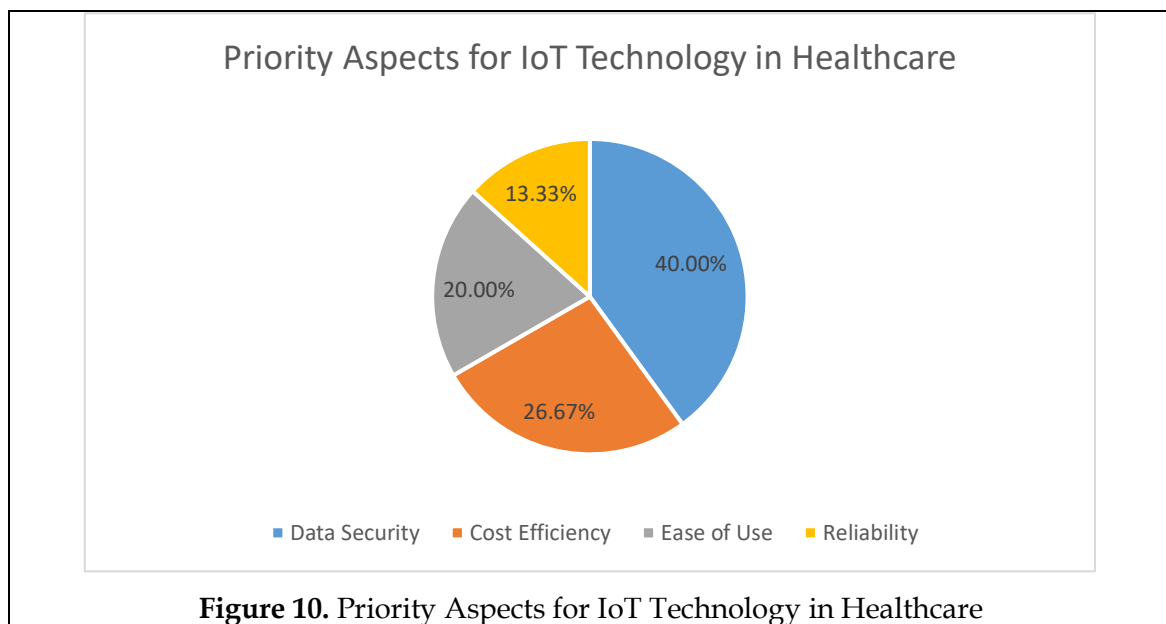 Priority Aspects for IoT Technology in Healthcare
13.33%
40.00%
20.00%
26.67%
Data Security Cost Efficiency Ease of Use Reliability
Figure 10. Priority Aspects for IoT Technology in Healthcare